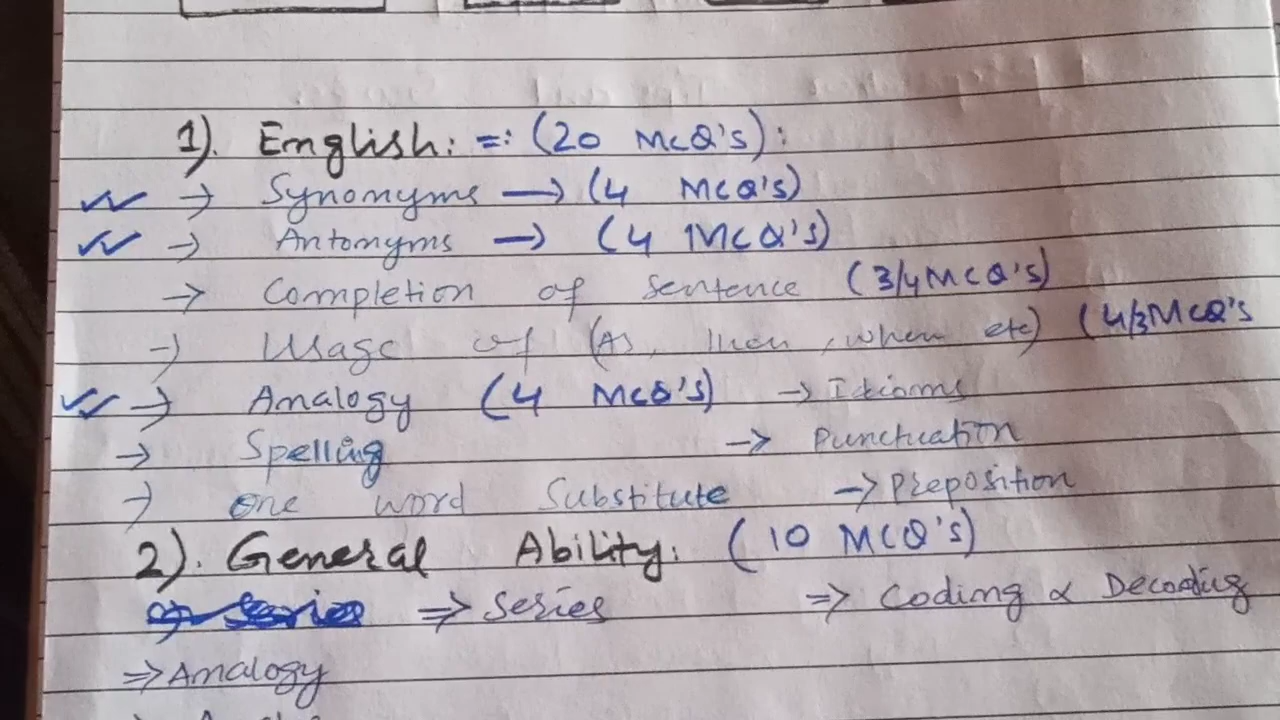 1). English: =: (20 McQ's):
→ Synonyms → (4 McQ's)
→ Antonyms → (4 McQ's)
→ Completion of sentence (3/4 McQ's)
→ Usage of (As, then, when etc) (4/3 McQ's
→ Analogy (4 McQ's) → Idioms
→ Spelling → Punctuation
→ One word Substitute → Preposition
2). General Ability. (10 MCQ's)
⇒ Series ⇒ Coding & Decoding
⇒ Analogy